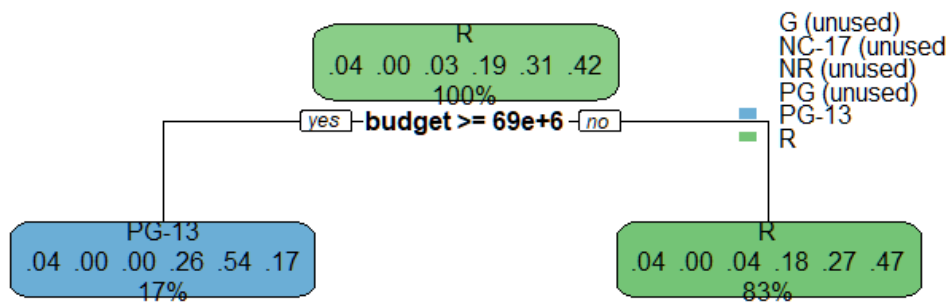 R
.04 .00 .03 .19 .31 .42
100%
yes budget >= 69e+6 no
G (unused)
NC-17 (unused
NR (unused)
PG (unused)
PG-13
R
PG-13
.04 .00 .00 .26 .54 .17
17%
R
.04 .00 .04 .18 .27 .47
83%